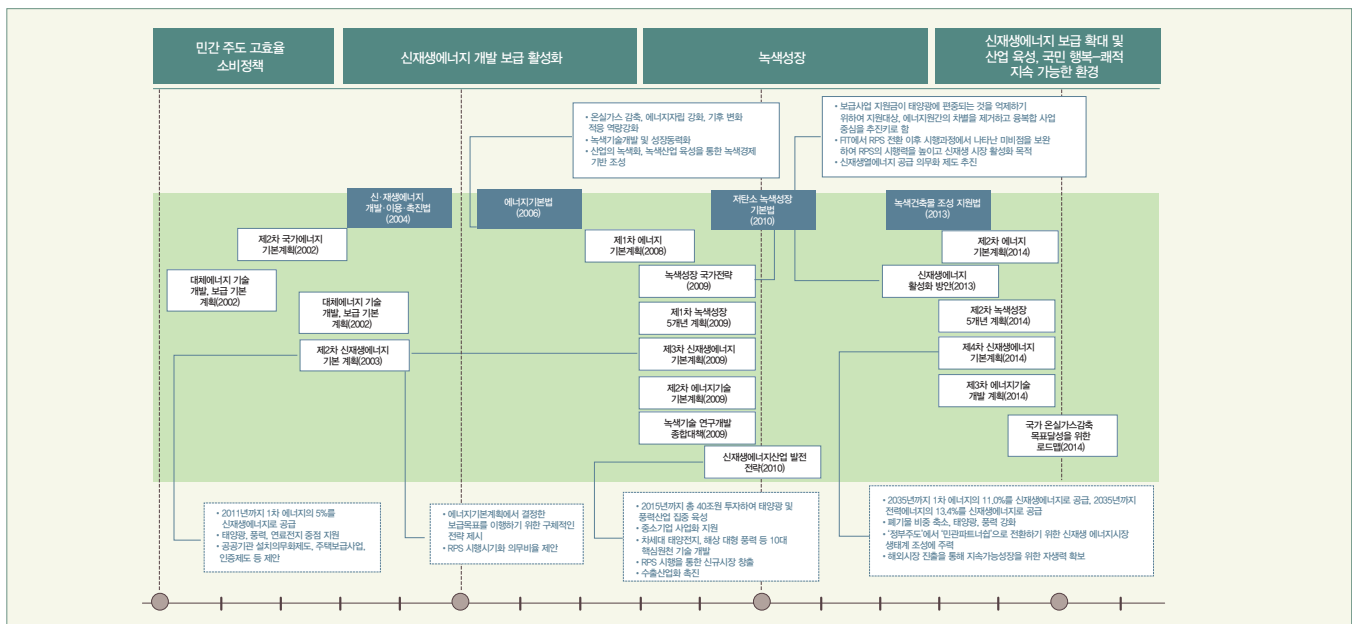 민간 주도 고효율
소비정책
신재생에너지 개발 보급 활성화
녹색성장
신재생에너지 보급 확대 및
산업 육성, 국민 행복–쾌적
지속 가능한 환경
• 온실가스 감축, 에너지자립 강화, 기후 변화
적응 역량강화
• 녹색기술개발 및 성장동력화
• 산업의 녹색화, 녹색산업 육성을 통한 녹색경제
기반 조성
• 보급사업 지원금이 태양광에 편중되는 것을 억제하기
위하여 지원대상, 에너지원간의 차별을 제거하고 융복합 사업
중심을 추진키로 함
• FIT에서 RPS 전환 이후 시행과정에서 나타난 미비점을 보완
하여 RPS의 시행력을 높이고 신재생 시장 활성화 목적
• 신재생열에너지 공급 의무화 제도 추진
신·재생에너지
개발·이용·촉진법
(2004)
에너지기본법
(2006)
저탄소 녹색성장
기본법
(2010)
녹색건축물 조성 지원법
(2013)
제2차 국가에너지
기본계획(2002)
제1차 에너지
기본계획(2008)
제2차 에너지
기본계획(2014)
대체에너지 기술
개발, 보급 기본
계획(2002)
녹색성장 국가전략
(2009)
신재생에너지
활성화 방안(2013)
대체에너지 기술
개발, 보급 기본
계획(2002)
제1차 녹색성장
5개년 계획(2009)
제2차 녹색성장
5개년 계획(2014)
제2차 신재생에너지
기본 계획(2003)
제3차 신재생에너지
기본계획(2009)
제4차 신재생에너지
기본계획(2014)
제2차 에너지기술
기본계획(2009)
제3차 에너지기술
개발 계획(2014)
녹색기술 연구개발
종합대책(2009)
국가 온실가스감축
목표달성을 위한
로드맵(2014)
신재생에너지산업 발전
전략(2010)
• 2011년까지 1차 에너지의 5%를
신재생에너지로 공급
• 태양광, 풍력, 연료전지 중점 지원
• 공공기관 설치의무화제도, 주택보급사업,
인증제도 등 제안
• 에너지기본계획에서 결정한
보급목표를 이행하기 위한 구체적인
전략 제시
• RPS 시행시기화 의무비율 제안
• 2015년까지 총 40조원 투자하여 태양광 및
풍력산업 집중 육성
• 중소기업 사업화 지원
• 차세대 태양전지, 해상 대형 풍력 등 10대
핵심원천 기술 개발
• RPS 시행을 통한 신규시장 창출
• 수출산업화 촉진
• 2035년까지 1차 에너지의 11.0%를 신재생에너지로 공급, 2035년까지
전력에너지의 13.4%를 신재생에너지로 공급
• 폐기물 비중 축소, 태양광, 풍력 강화
• '정부주도'에서 '민관파트너쉽'으로 전환하기 위한 신재생 에너지시장
생태계 조성에 주력
• 해외시장 진출을 통해 지속가능성장을 위한 자생력 확보